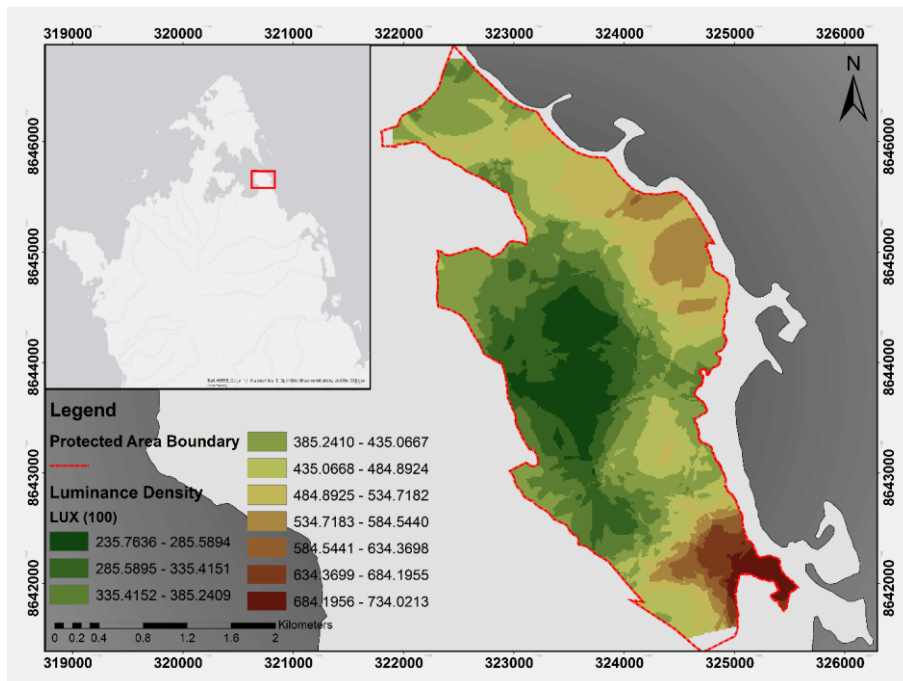 319000 320000 321000 322000 323000 324000 325000 326000
N
8646000 8646000
8645000 8645000
8644000 8644000
8643000 8643000
8642000 8642000
Legend
Protected Area Boundary
Luminance Density
LUX (100)
235.7636 - 285.5894
285.5895 - 335.4151
335.4152 - 385.2409
385.2410 - 435.0667
435.0668 - 484.8924
484.8925 - 534.7182
534.7183 - 584.5440
584.5441 - 634.3698
634.3699 - 684.1955
684.1956 - 734.0213
Kilometers
0 0.2 0.4 0.8 1.2 1.6 2
319000 320000 321000 322000 323000 324000 325000 326000